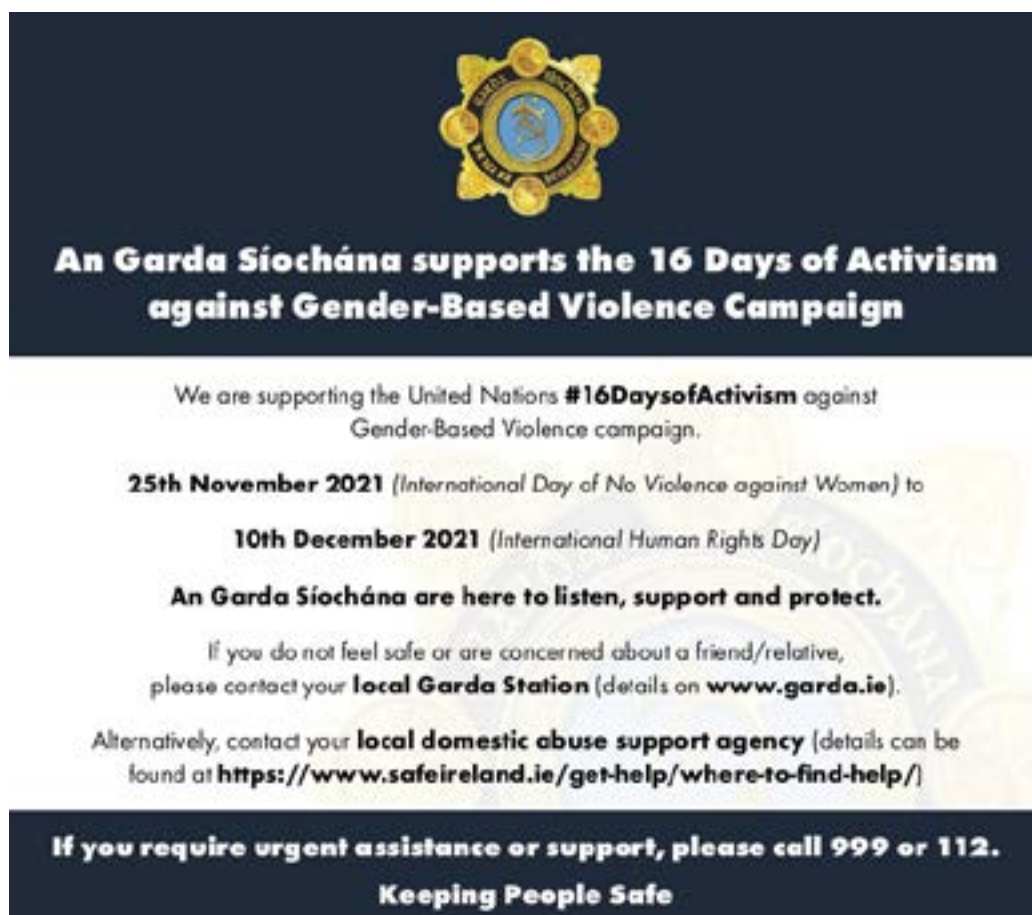 An Garda Síochána supports the 16 Days of Activism
against Gender-Based Violence Campaign
We are supporting the United Nations #16DaysofActivism against
Gender-Based Violence campaign.
25th November 2021 (International Day of No Violence against Women) to
10th December 2021 (International Human Rights Day)
An Garda Síochána are here to listen, support and protect.
If you do not feel safe or are concerned about a friend/relative,
please contact your local Garda Station (details on www.garda.ie).
Alternatively, contact your local domestic abuse support agency (details can be
found at https://www.safeireland.ie/get-help/where-to-find-help/)
If you require urgent assistance or support, please call 999 or 112.
Keeping People Safe